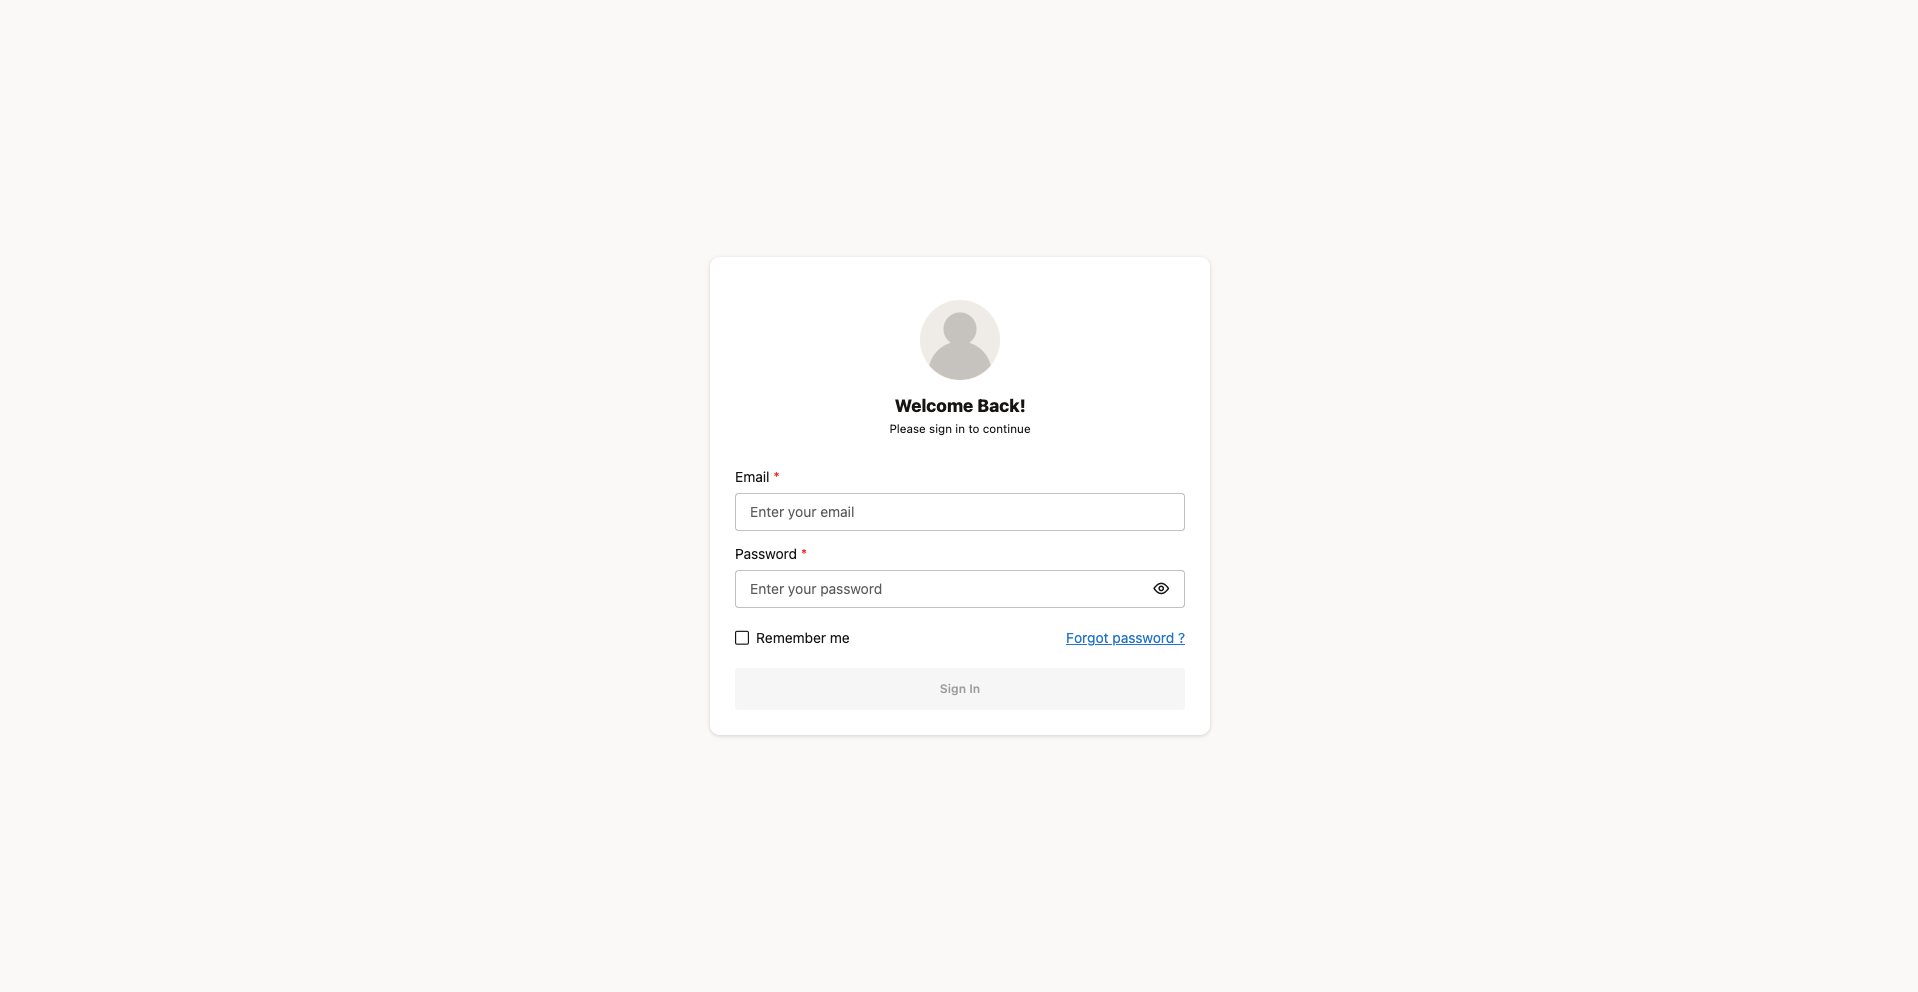 Welcome Back!
Please sign in to continue
Email *
Enter your email
Password *
Enter your password
Remember me
Forgot password ?
Sign In